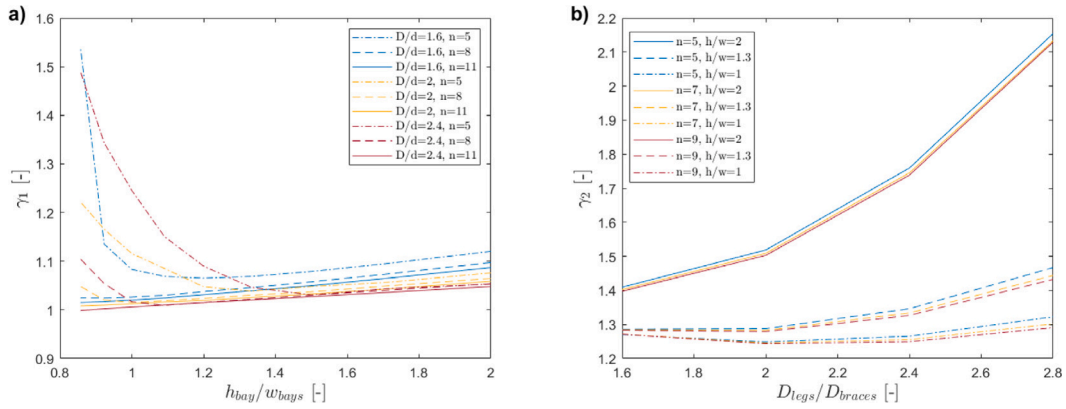 a)
1.6
1.5
1.4
1.3
1.2
1.1
1
0.9
γ₁ [-]
0.8 1 1.2 1.4 1.6 1.8 2
h_bay/w_bays [-]
D/d=1.6, n=5
D/d=1.6, n=8
D/d=1.6, n=11
D/d=2, n=5
D/d=2, n=8
D/d=2, n=11
D/d=2.4, n=5
D/d=2.4, n=8
D/d=2.4, n=11
b)
2.2
2.1
2
1.9
1.8
1.7
1.6
1.5
1.4
1.3
1.2
γ₂ [-]
1.6 1.8 2 2.2 2.4 2.6 2.8
D_legs/D_braces [-]
n=5, h/w=2
n=5, h/w=1.3
n=5, h/w=1
n=7, h/w=2
n=7, h/w=1.3
n=7, h/w=1
n=9, h/w=2
n=9, h/w=1.3
n=9, h/w=1